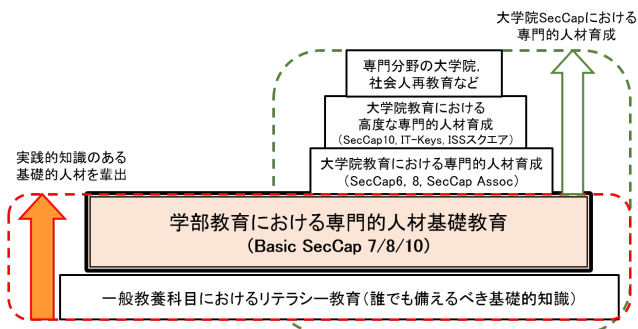 大学院SecCapにおける
専門的人材育成
専門分野の大学院,
社会人再教育など
大学院教育における
高度な専門的人材育成
(SecCap10, IT-Keys, ISSスクエア)
大学院教育における専門的人材育成
(SecCap6, 8, SecCap Assoc)
実践的知識のある
基礎的人材を輩出
学部教育における専門的人材基礎教育
(Basic SecCap 7/8/10)
一般教養科目におけるリテラシー教育(誰でも備えるべき基礎的知識)